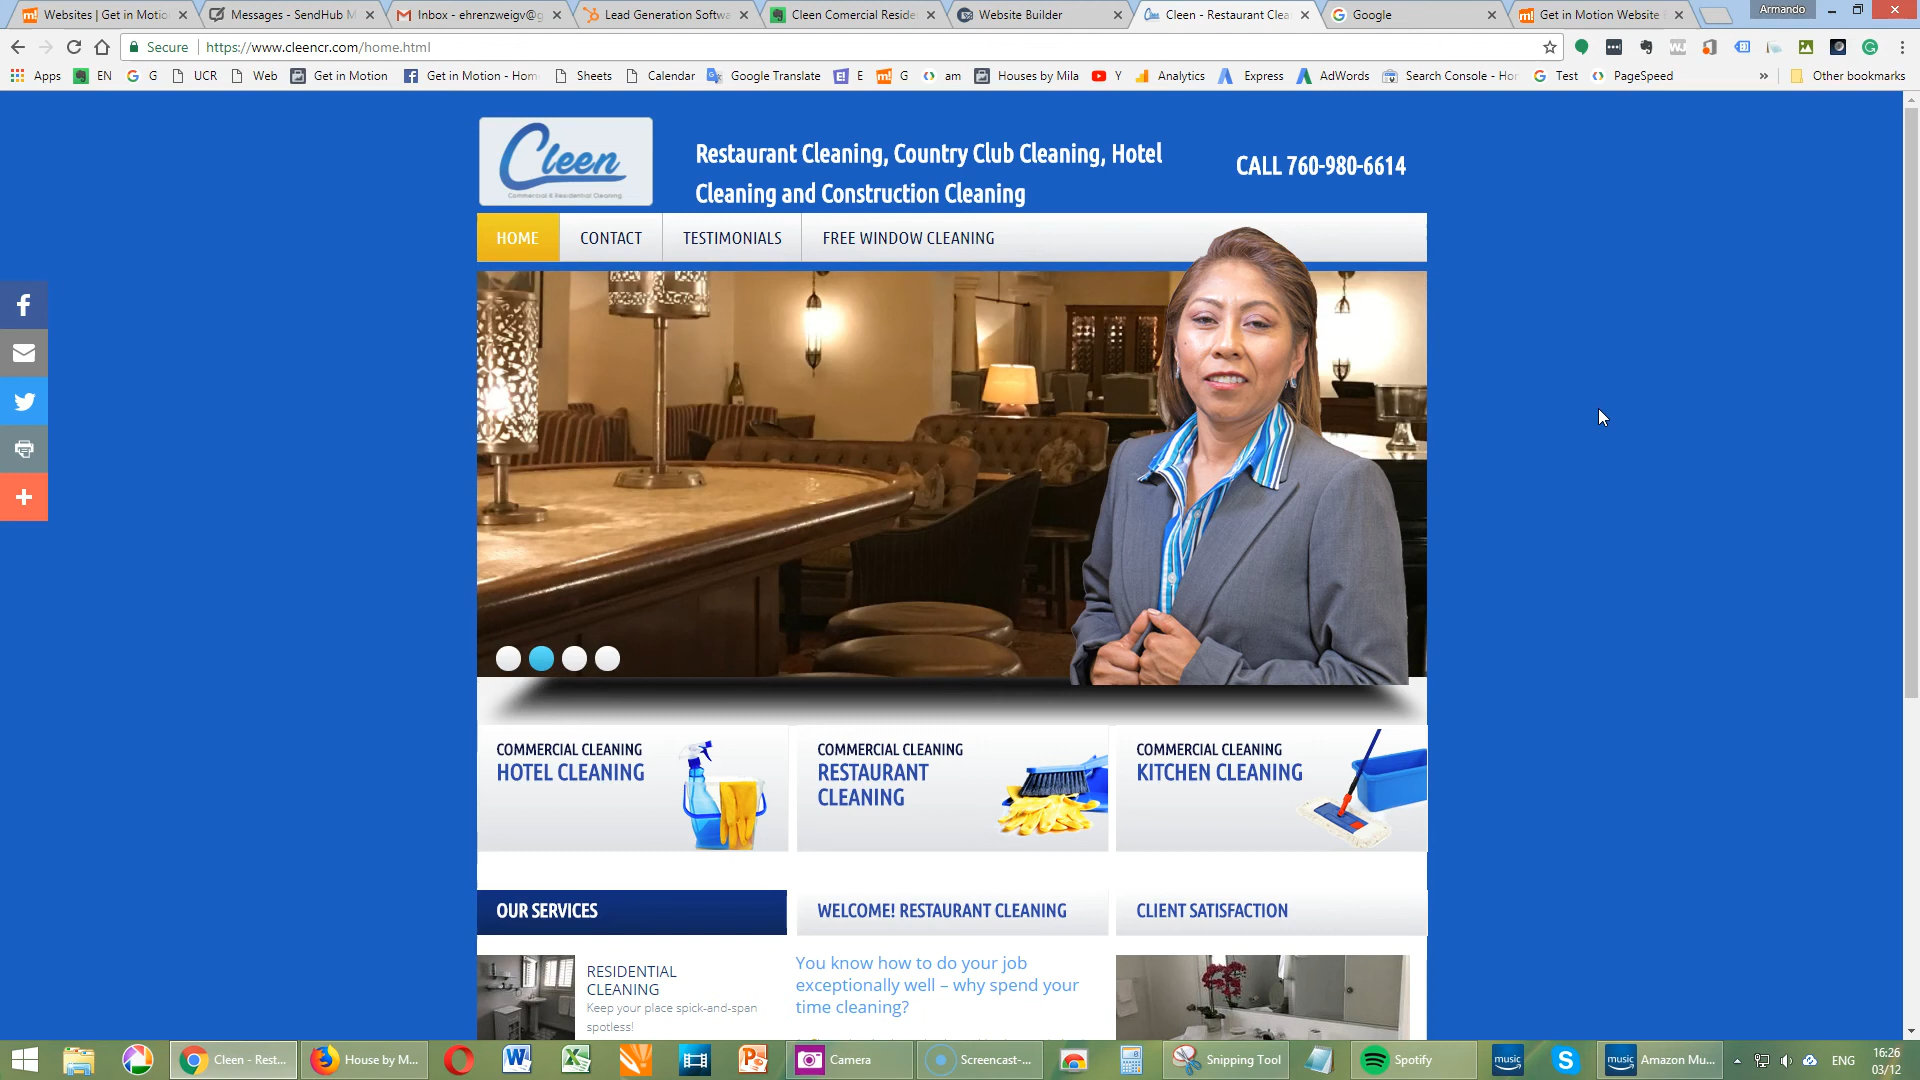 Websites | Get in Motio
Messages - SendHub M
Inbox - ehrenzweigv@g
Lead Generation Softwa
Cleen Comercial Reside
Website Builder
Cleen - Restaurant Clea
Google
Get in Motion Website
Armando
Secure
https://www.cleencr.com/home.html
Apps
EN
G
UCR
Web
Get in Motion
Get in Motion - Hom
Sheets
Calendar
Google Translate
E
G
am
Houses by Mila
Y
Analytics
Express
AdWords
Search Console - Ho
Test
PageSpeed
Other bookmarks
Cleen
Commercial & Residential Cleaning
Restaurant Cleaning, Country Club Cleaning, Hotel
Cleaning and Construction Cleaning
CALL 760-980-6614
HOME
CONTACT
TESTIMONIALS
FREE WINDOW CLEANING
COMMERCIAL CLEANING
HOTEL CLEANING
COMMERCIAL CLEANING
RESTAURANT
CLEANING
COMMERCIAL CLEANING
KITCHEN CLEANING
OUR SERVICES
WELCOME! RESTAURANT CLEANING
CLIENT SATISFACTION
RESIDENTIAL
CLEANING
Keep your place spick-and-span
spotless!
You know how to do your job
exceptionally well – why spend your
time cleaning?
Cleen - Rest...
House by M...
Camera
Screencast-...
Snipping Tool
Spotify
music
music
Amazon Mu...
ENG
16:26
03/12